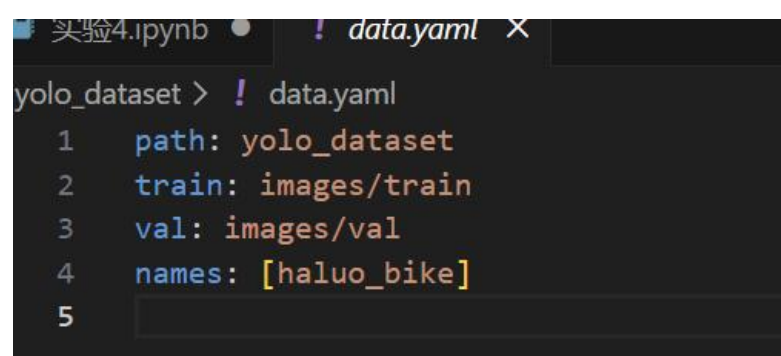 实验4.ipynb ● ! data.yaml ×
yolo_dataset > ! data.yaml
1 path: yolo_dataset
2 train: images/train
3 val: images/val
4 names: [haluo_bike]
5